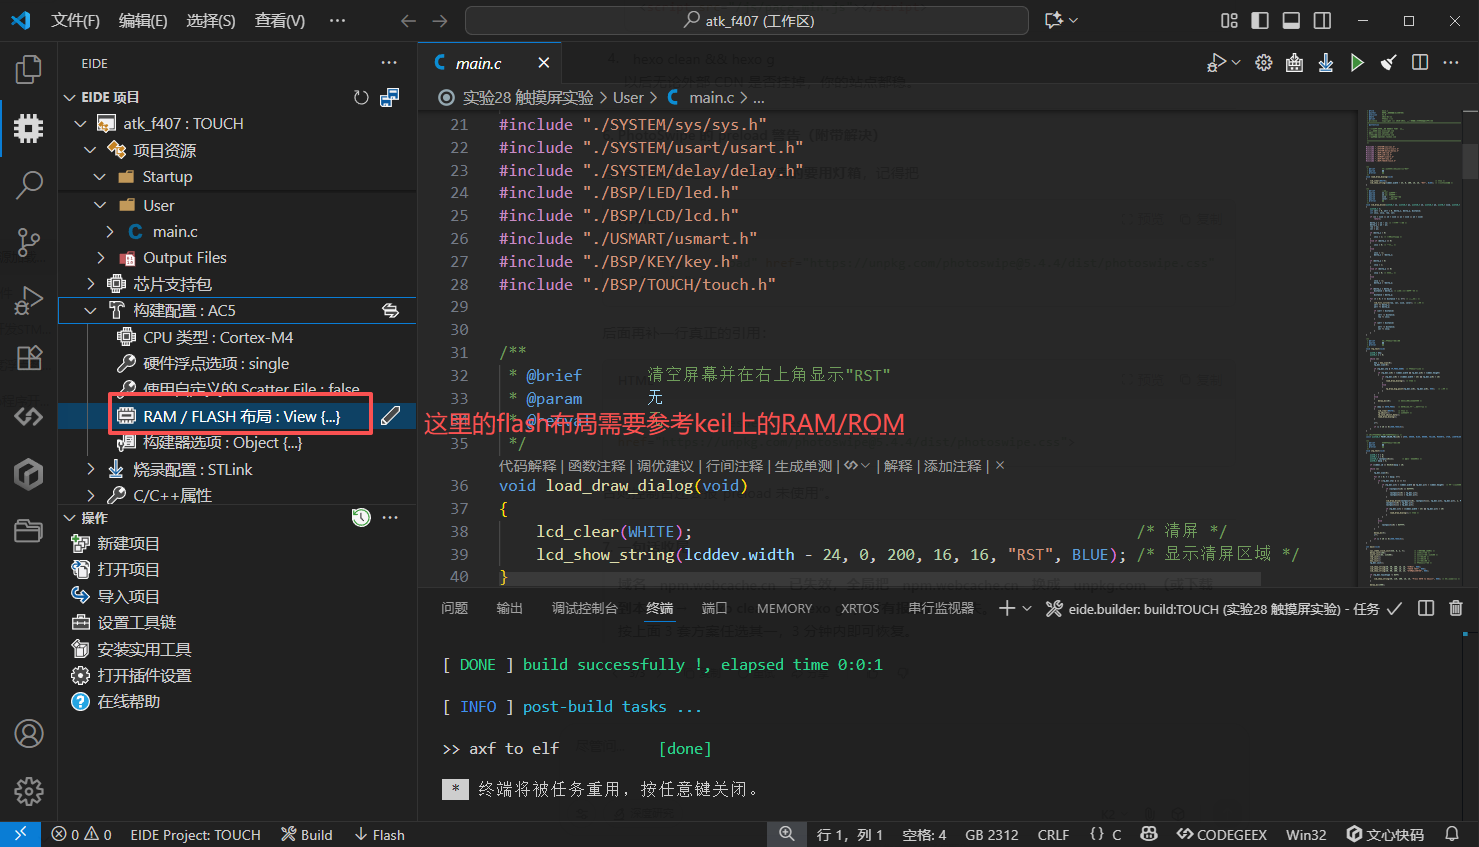 文件(F) 编辑(E) 选择(S) 查看(V) ··· atk_f407 (工作区)
EIDE
EIDE 项目
atk_f407 : TOUCH
项目资源
Startup
User
main.c
Output Files
芯片支持包
构建配置 : AC5
CPU 类型 : Cortex-M4
硬件浮点选项 : single
使用自定义的 Scatter File : false
RAM / FLASH 布局 : View {...}
构建器选项 : Object {...}
烧录配置 : STLink
C/C++属性
操作
新建项目
打开项目
导入项目
设置工具链
安装实用工具
打开插件设置
在线帮助
main.c
实验28 触摸屏实验 > User > main.c > ...
21 #include "./SYSTEM/sys/sys.h"
22 #include "./SYSTEM/usart/usart.h"
23 #include "./SYSTEM/delay/delay.h"
24 #include "./BSP/LED/led.h"
25 #include "./BSP/LCD/lcd.h"
26 #include "./USMART/usmart.h"
27 #include "./BSP/KEY/key.h"
28 #include "./BSP/TOUCH/touch.h"
29
30
31 /**
32 * @brief 清空屏幕并在右上角显示"RST"
33 * @param 无
这里的flash布局需要参考keil上的RAM/ROM
35 */
代码解释 | 函数注释 | 调优建议 | 行间注释 | 生成单测 | 解释 | 添加注释 | ×
36 void load_draw_dialog(void)
37 {
38 lcd_clear(WHITE); /* 清屏 */
39 lcd_show_string(lcddev.width - 24, 0, 200, 16, 16, "RST", BLUE); /* 显示清屏区域 */
40 }
问题 输出 调试控制台 终端 端口 MEMORY XRTOS 串行监视器 eide.builder: build:TOUCH (实验28 触摸屏实验) - 任务
[ DONE ] build successfully !, elapsed time 0:0:1
[ INFO ] post-build tasks ...
>> axf to elf [done]
* 终端将被任务重用，按任意键关闭。
0 0 EIDE Project: TOUCH Build Flash 行 1，列 1 空格: 4 GB 2312 CRLF {} C CODEGEEX Win32 文心快码